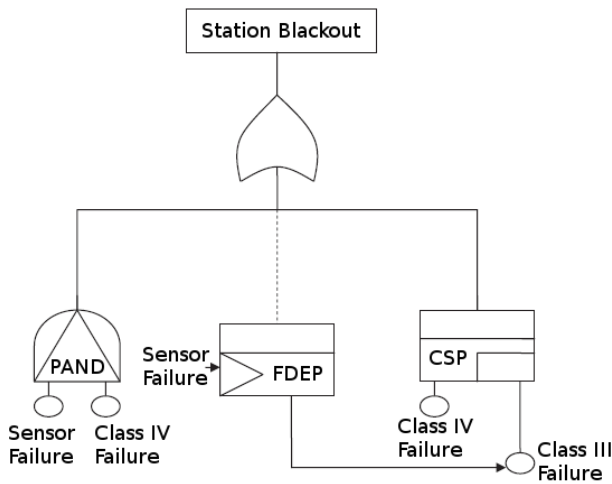 Station Blackout
PAND
Sensor
Failure
Class IV
Failure
Sensor
Failure
FDEP
CSP
Class IV
Failure
Class III
Failure